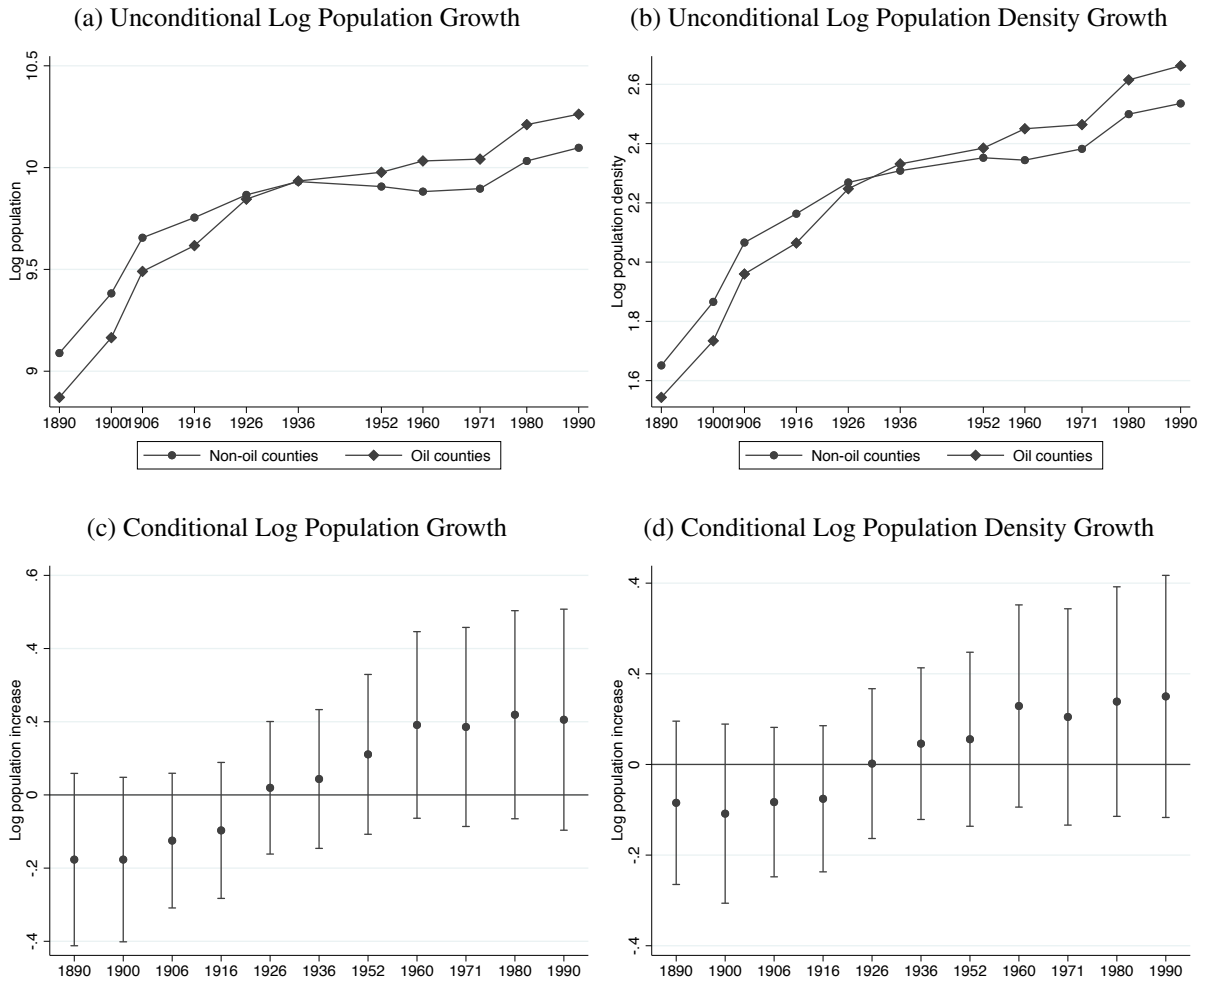 (a) Unconditional Log Population Growth
Log population
10.5
10
9.5
9
1890 1900 1906 1916 1926 1936 1952 1960 1971 1980 1990
Non-oil counties Oil counties
(b) Unconditional Log Population Density Growth
Log population density
2.6
2.4
2.2
2
1.8
1.6
1890 1900 1906 1916 1926 1936 1952 1960 1971 1980 1990
Non-oil counties Oil counties
(c) Conditional Log Population Growth
Log population increase
.6
.4
.2
0
-.2
-.4
1890 1900 1906 1916 1926 1936 1952 1960 1971 1980 1990
(d) Conditional Log Population Density Growth
Log population increase
.4
.2
0
-.2
-.4
1890 1900 1906 1916 1926 1936 1952 1960 1971 1980 1990